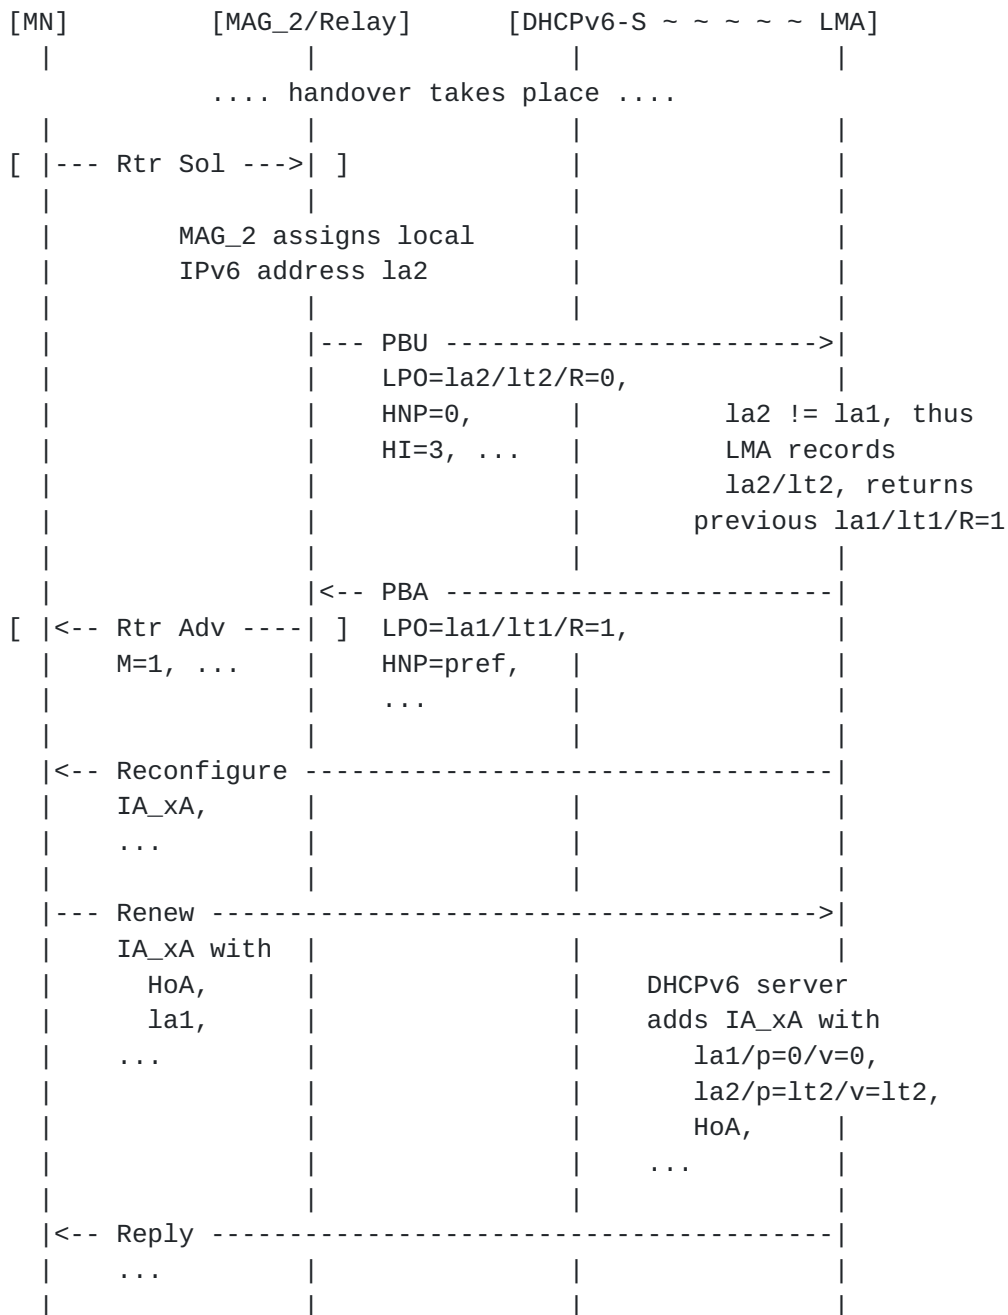 [MN]         [MAG_2/Relay]      [DHCPv6-S ~ ~ ~ ~ ~ LMA]
  |                |                |                |
             .... handover takes place ....
  |                |                |                |
[ |--- Rtr Sol --->| ]              |                |
  |                |                |                |
  |        MAG_2 assigns local      |                |
  |        IPv6 address la2         |                |
  |                |                |                |
  |                |--- PBU ------------------------>|
  |                |    LPO=la2/lt2/R=0,             |
  |                |    HNP=0,      |         la2 != la1, thus
  |                |    HI=3, ...   |         LMA records
  |                |                |         la2/lt2, returns
  |                |                |       previous la1/lt1/R=1
  |                |                |                |
  |                |<-- PBA -------------------------|
[ |<-- Rtr Adv ----| ]  LPO=la1/lt1/R=1,             |
  |    M=1, ...    |    HNP=pref,   |                |
  |                |    ...         |                |
  |                |                |                |
  |<-- Reconfigure ----------------------------------|
  |    IA_xA,      |                |                |
  |    ...         |                |                |
  |                |                |                |
  |--- Renew --------------------------------------->|
  |    IA_xA with  |                |                |
  |      HoA,      |                |    DHCPv6 server
  |      la1,      |                |    adds IA_xA with
  |    ...         |                |       la1/p=0/v=0,
  |                |                |       la2/p=lt2/v=lt2,
  |                |                |       HoA,     |
  |                |                |    ...         |
  |                |                |                |
  |<-- Reply ----------------------------------------|
  |    ...         |                |                |
  |                |                |                |